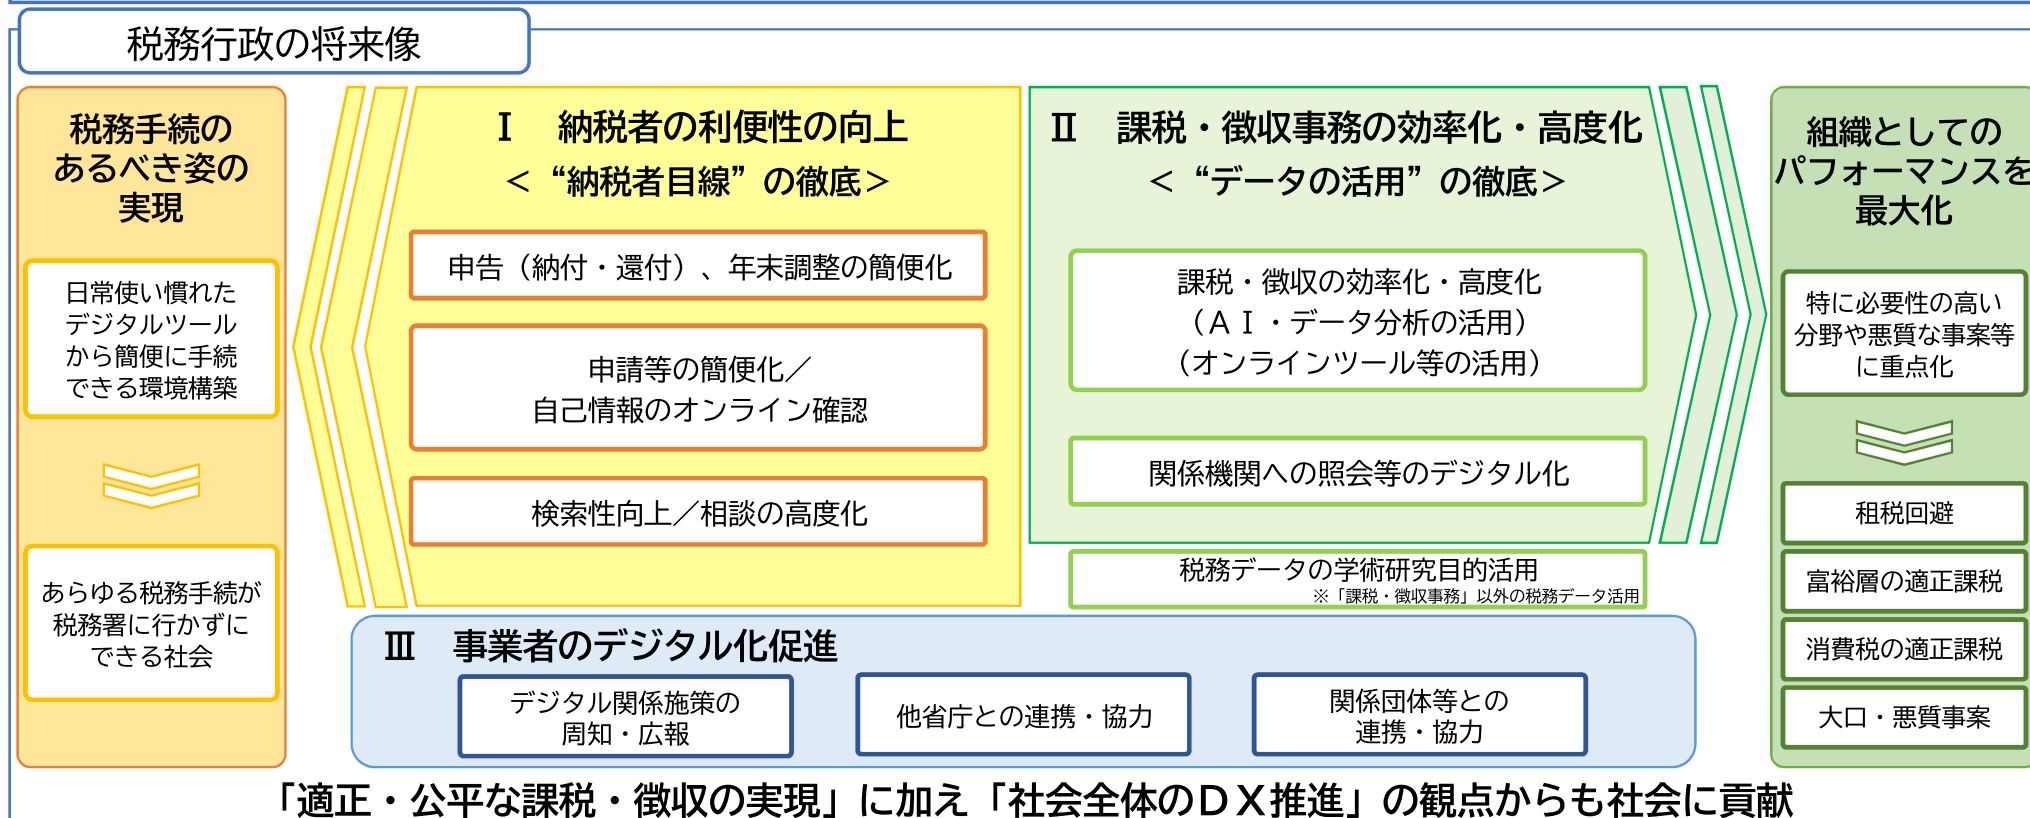 税務行政の将来像
税務手続の
あるべき姿の
実現
日常使い慣れた
デジタルツール
から簡便に手続
できる環境構築
あらゆる税務手続が
税務署に行かずに
できる社会
Ⅰ　納税者の利便性の向上
＜“納税者目線”の徹底＞
申告（納付・還付）、年末調整の簡便化
申請等の簡便化／
自己情報のオンライン確認
検索性向上／相談の高度化
Ⅱ　課税・徴収事務の効率化・高度化
＜“データの活用”の徹底＞
課税・徴収の効率化・高度化
（ＡＩ・データ分析の活用）
（オンラインツール等の活用）
関係機関への照会等のデジタル化
税務データの学術研究目的活用
※「課税・徴収事務」以外の税務データ活用
組織としての
パフォーマンスを
最大化
特に必要性の高い
分野や悪質な事案等
に重点化
租税回避
富裕層の適正課税
消費税の適正課税
大口・悪質事案
Ⅲ　事業者のデジタル化促進
デジタル関係施策の
周知・広報
他省庁との連携・協力
関係団体等との
連携・協力
「適正・公平な課税・徴収の実現」に加え「社会全体のＤＸ推進」の観点からも社会に貢献